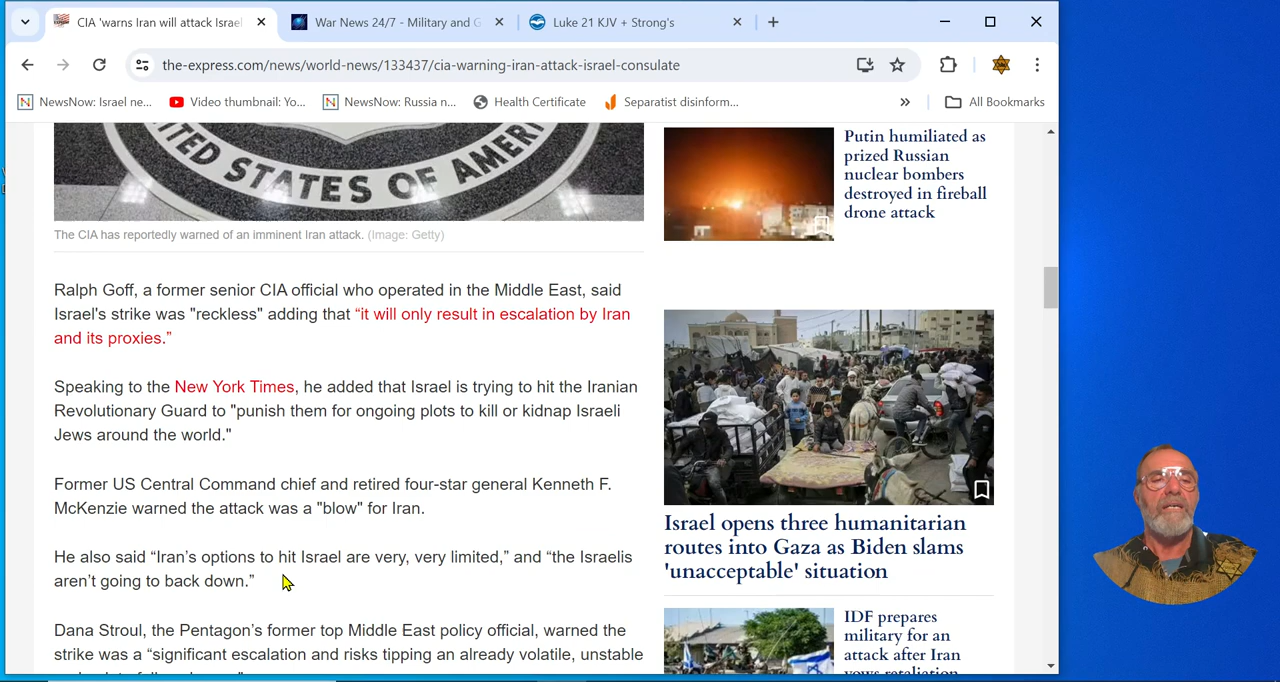 CIA 'warns Iran will attack Israel
War News 24/7 - Military and G
Luke 21 KJV + Strong's
the-express.com/news/world-news/133437/cia-warning-iran-attack-israel-consulate
NewsNow: Israel ne...
Video thumbnail: Yo...
NewsNow: Russia n...
Health Certificate
Separatist disinform...
All Bookmarks
UNITED STATES OF AMERI
The CIA has reportedly warned of an imminent Iran attack. (Image: Getty)
Ralph Goff, a former senior CIA official who operated in the Middle East, said
Israel's strike was "reckless" adding that “it will only result in escalation by Iran
and its proxies.”
Speaking to the New York Times, he added that Israel is trying to hit the Iranian
Revolutionary Guard to "punish them for ongoing plots to kill or kidnap Israeli
Jews around the world."
Former US Central Command chief and retired four-star general Kenneth F.
McKenzie warned the attack was a "blow" for Iran.
He also said “Iran’s options to hit Israel are very, very limited,” and “the Israelis
aren’t going to back down.”
Dana Stroul, the Pentagon’s former top Middle East policy official, warned the
strike was a “significant escalation and risks tipping an already volatile, unstable
Putin humiliated as
prized Russian
nuclear bombers
destroyed in fireball
drone attack
Israel opens three humanitarian
routes into Gaza as Biden slams
'unacceptable' situation
IDF prepares
military for an
attack after Iran
vows retaliation